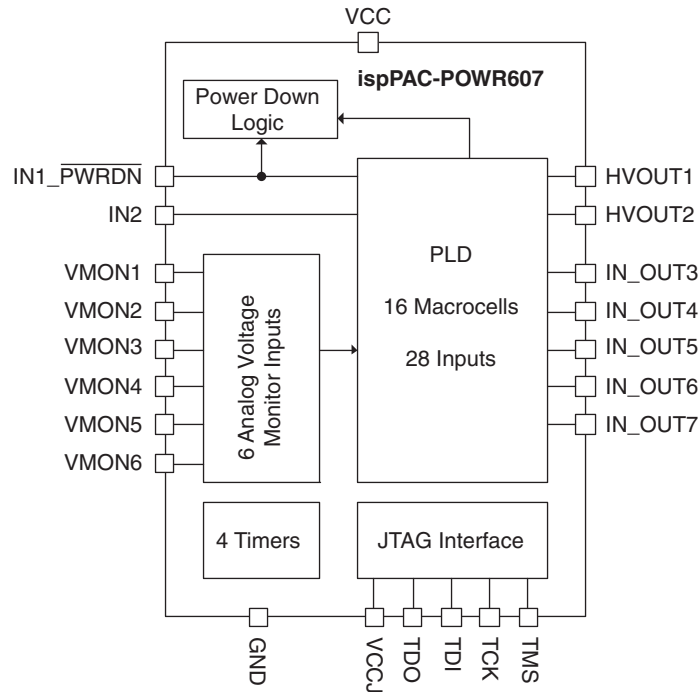 VCC
ispPAC-POWR607
Power Down
Logic
IN1_PWRDN
IN2
VMON1
VMON2
VMON3
VMON4
VMON5
VMON6
6 Analog Voltage
Monitor Inputs
PLD
16 Macrocells
28 Inputs
HVOUT1
HVOUT2
IN_OUT3
IN_OUT4
IN_OUT5
IN_OUT6
IN_OUT7
4 Timers
JTAG Interface
GND
VCCJ
TDO
TDI
TCK
TMS